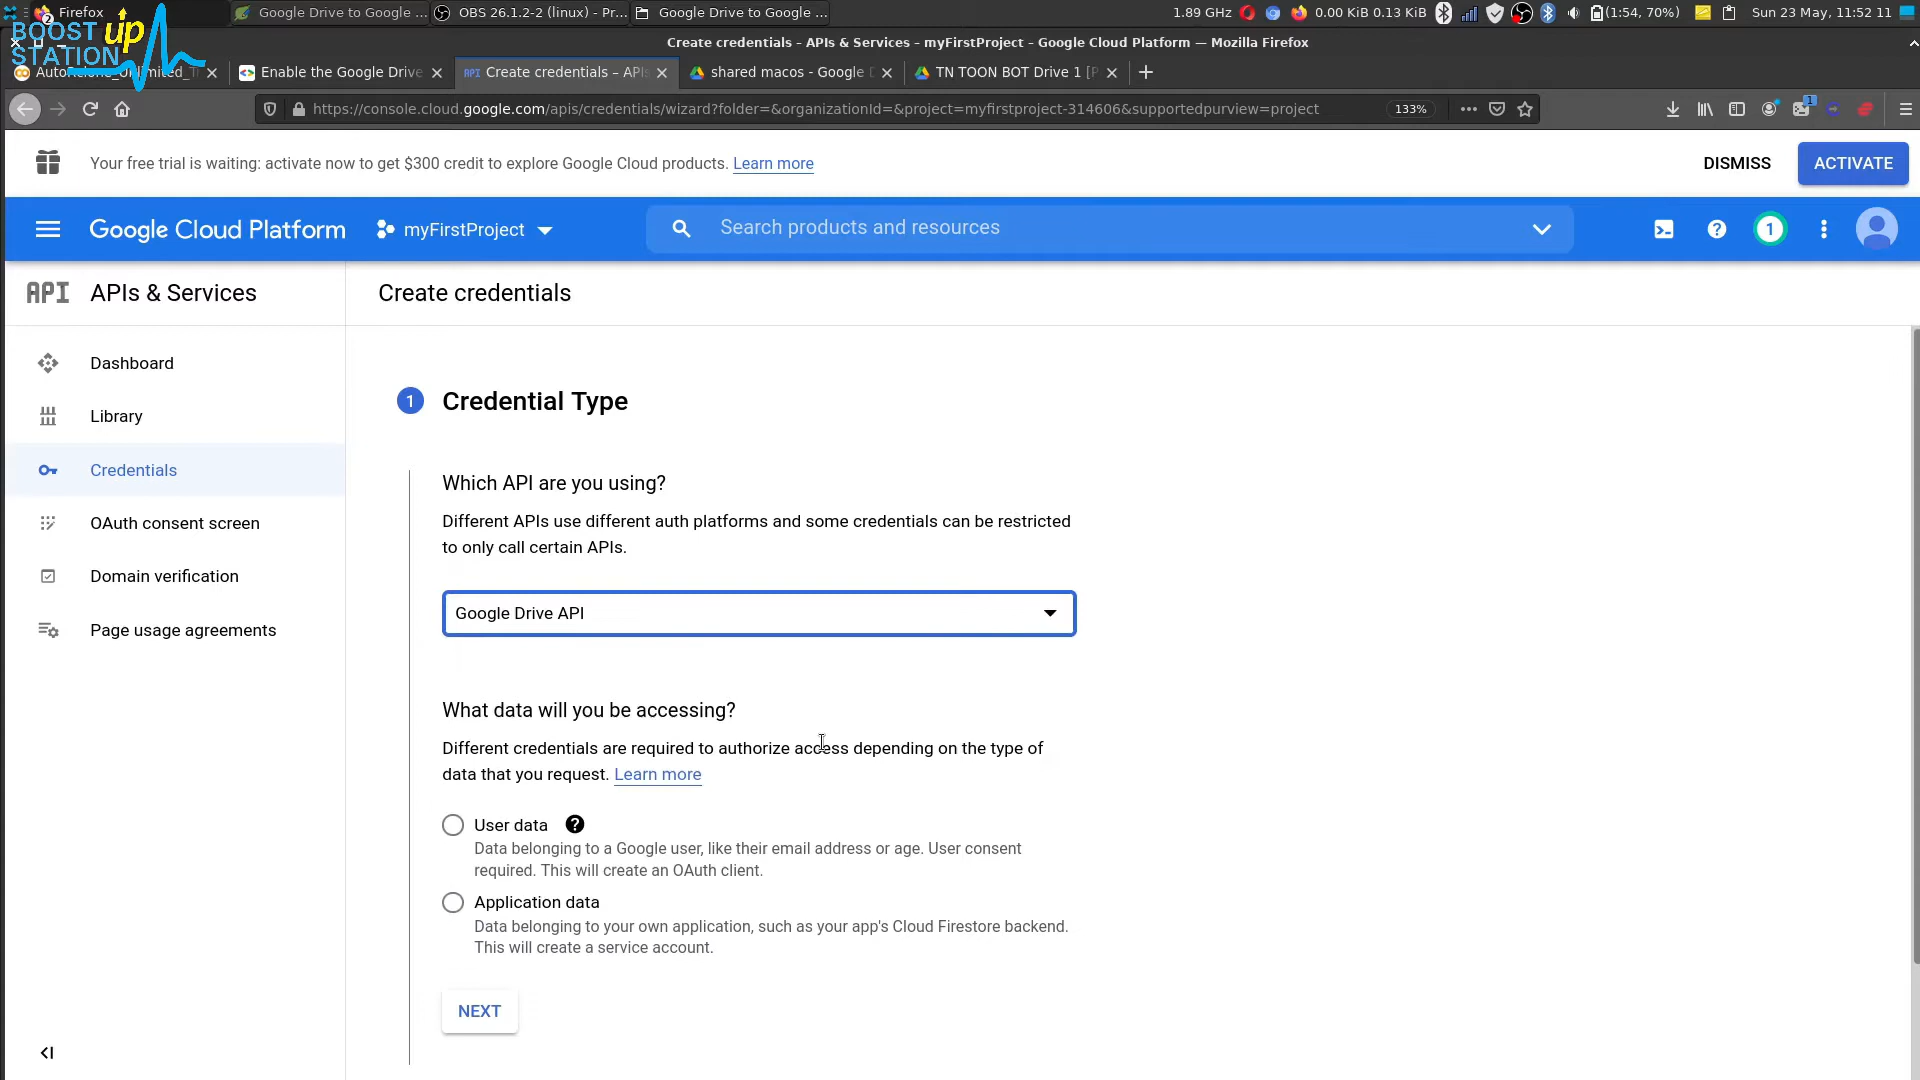 Firefox
2
Google Drive to Google ...
OBS 26.1.2-2 (linux) - Pr...
Google Drive to Google ...
1.89 GHz
0.00 KiB 0.13 KiB
(1:54, 70%)
Sun 23 May, 11:52 11
BOOST up
STATION
Create credentials - APIs & Services - myFirstProject - Google Cloud Platform — Mozilla Firefox
Enable the Google Drive
API Create credentials – APIs
shared macos - Google D
TN TOON BOT Drive 1 [P
https://console.cloud.google.com/apis/credentials/wizard?folder=&organizationId=&project=myfirstproject-314606&supportedpurview=project
133%
1
Your free trial is waiting: activate now to get $300 credit to explore Google Cloud products. Learn more
DISMISS
ACTIVATE
Google Cloud Platform
myFirstProject
Search products and resources
1
API APIs & Services
Create credentials
Dashboard
Library
Credentials
OAuth consent screen
Domain verification
Page usage agreements
1 Credential Type
Which API are you using?
Different APIs use different auth platforms and some credentials can be restricted
to only call certain APIs.
Google Drive API
What data will you be accessing?
Different credentials are required to authorize access depending on the type of
data that you request. Learn more
User data
Data belonging to a Google user, like their email address or age. User consent
required. This will create an OAuth client.
Application data
Data belonging to your own application, such as your app's Cloud Firestore backend.
This will create a service account.
NEXT